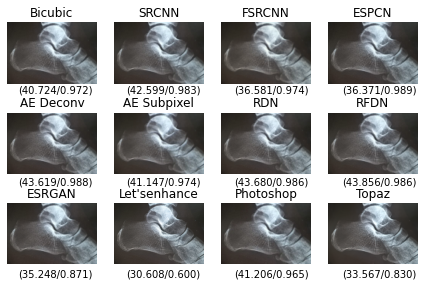 Bicubic SRCNN FSRCNN ESPCN
(40.724/0.972) (42.599/0.983) (36.581/0.974) (36.371/0.989)
AE Deconv AE Subpixel RDN RFDN
(43.619/0.988) (41.147/0.974) (43.680/0.986) (43.856/0.986)
ESRGAN Let'senhance Photoshop Topaz
(35.248/0.871) (30.608/0.600) (41.206/0.965) (33.567/0.830)